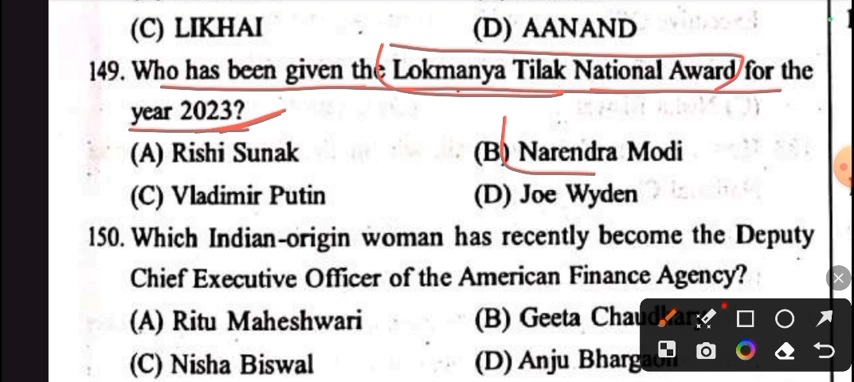 (C) LIKHAI (D) AANAND
149. Who has been given the Lokmanya Tilak National Award for the
year 2023?
(A) Rishi Sunak (B) Narendra Modi
(C) Vladimir Putin (D) Joe Wyden
150. Which Indian-origin woman has recently become the Deputy
Chief Executive Officer of the American Finance Agency?
(A) Ritu Maheshwari (B) Geeta
(C) Nisha Biswal (D) Anju